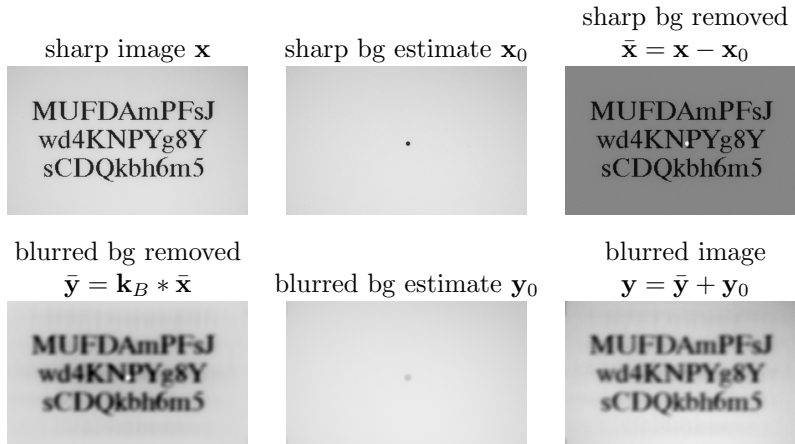 sharp image x
MUFDAmPFsJ
wd4KNPYg8Y
sCDQkbh6m5
sharp bg estimate x₀
sharp bg removed
x̄ = x − x₀
MUFDAmPFsJ
wd4KNPYg8Y
sCDQkbh6m5
blurred bg removed
ȳ = k_B ∗ x̄
MUFDAmPFsJ
wd4KNPYg8Y
sCDQkbh6m5
blurred bg estimate y₀
blurred image
y = ȳ + y₀
MUFDAmPFsJ
wd4KNPYg8Y
sCDQkbh6m5